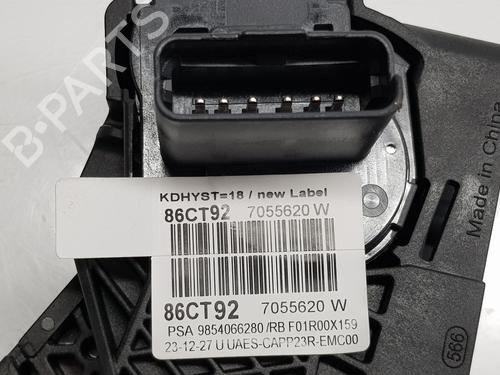 B-PARTS
Made in China
KDHYST=18 / new Label
86CT92 7055620 W
86CT92 7055620 W
PSA 9854066280 /RB F01R00X159
23-12-27 U UAES-CAPP23R-EMC00
566